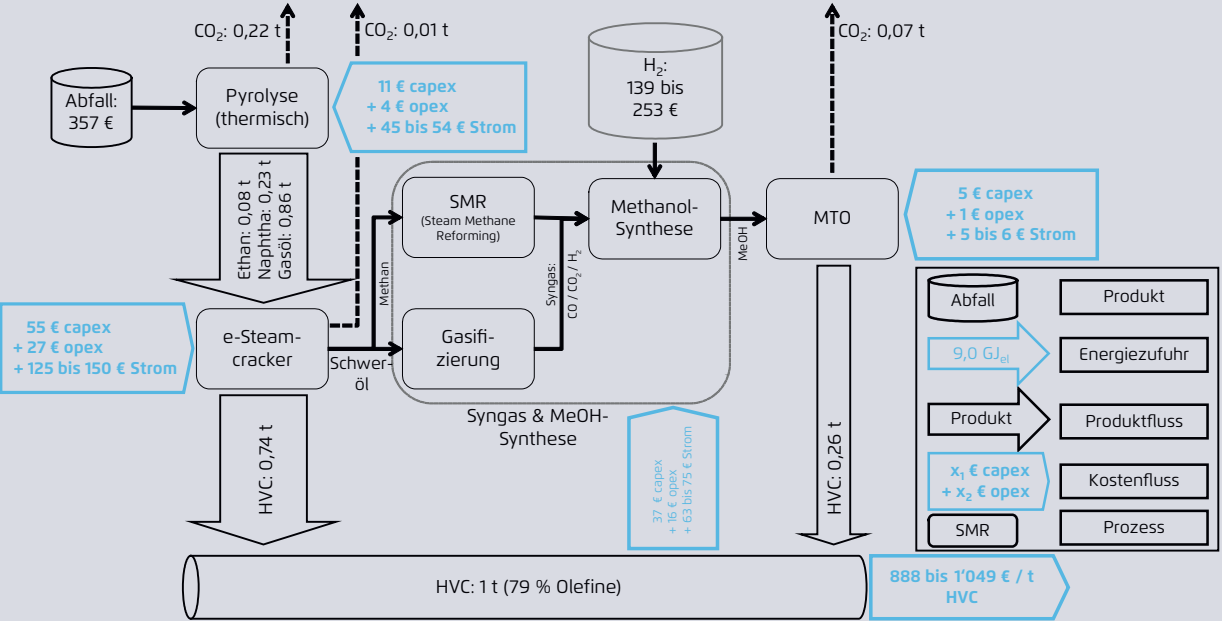 CO₂: 0,22 t
CO₂: 0,01 t
CO₂: 0,07 t
Abfall:
357 €
Pyrolyse
(thermisch)
11 € capex
+ 4 € opex
+ 45 bis 54 € Strom
H₂:
139 bis
253 €
Ethan: 0,08 t
Naphtha: 0,23 t
Gasöl: 0,86 t
SMR
(Steam Methane
Reforming)
Methanol-
Synthese
MeOH
MTO
5 € capex
+ 1 € opex
+ 5 bis 6 € Strom
Methan
Syngas:
CO / CO₂ / H₂
55 € capex
+ 27 € opex
+ 125 bis 150 € Strom
e-Steam-
cracker
Schwer-
öl
Gasifi-
zierung
Syngas & MeOH-
Synthese
37 € capex
+ 16 € opex
+ 63 bis 75 € Strom
HVC: 0,74 t
HVC: 0,26 t
HVC: 1 t (79 % Olefine)
888 bis 1’049 € / t
HVC
Abfall
Produkt
9,0 GJₑₗ
Energiezufuhr
Produkt
Produktfluss
x₁ € capex
+ x₂ € opex
Kostenfluss
SMR
Prozess